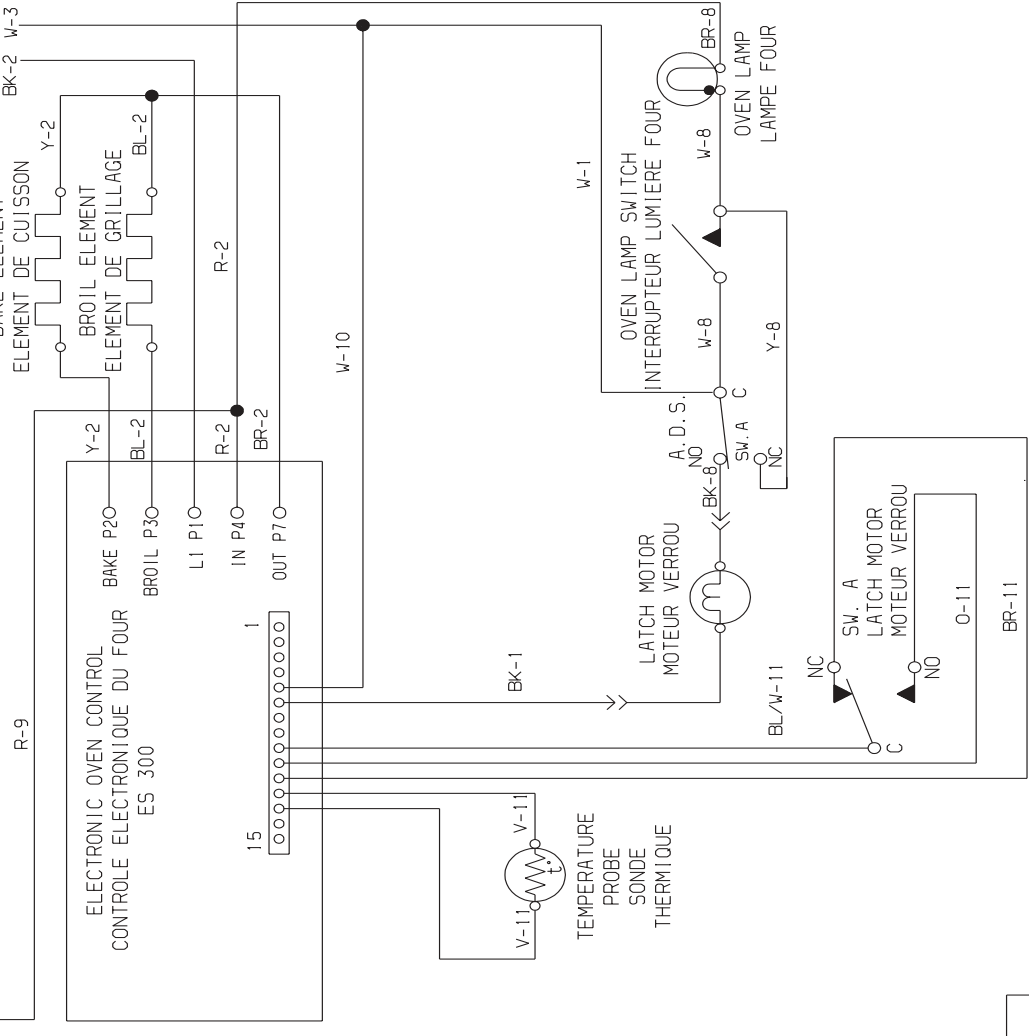 W-3
BK-2
Y-2
BL-2
ELEMENT DE CUISSON
BROIL ELEMENT
ELEMENT DE GRILLAGE
R-2
W-10
Y-2
BL-2
R-2
BR-2
BAKE P2
BROIL P3
L1 P1
IN P4
OUT P7
ELECTRONIC OVEN CONTROL
CONTROLE ELECTRONIQUE DU FOUR
ES 300
1
15
R-9
BR-8
OVEN LAMP
LAMPE FOUR
W-8
W-1
OVEN LAMP SWITCH
INTERRUPTEUR LUMIERE FOUR
W-8
Y-8
C
A.D.S.
NO
SW.A
NC
BK-8
LATCH MOTOR
MOTEUR VERROU
BK-1
BL/W-11
NC
SW. A
LATCH MOTOR
MOTEUR VERROU
NO
C
O-11
BR-11
V-11
V-11
t°
TEMPERATURE
PROBE
SONDE
THERMIQUE